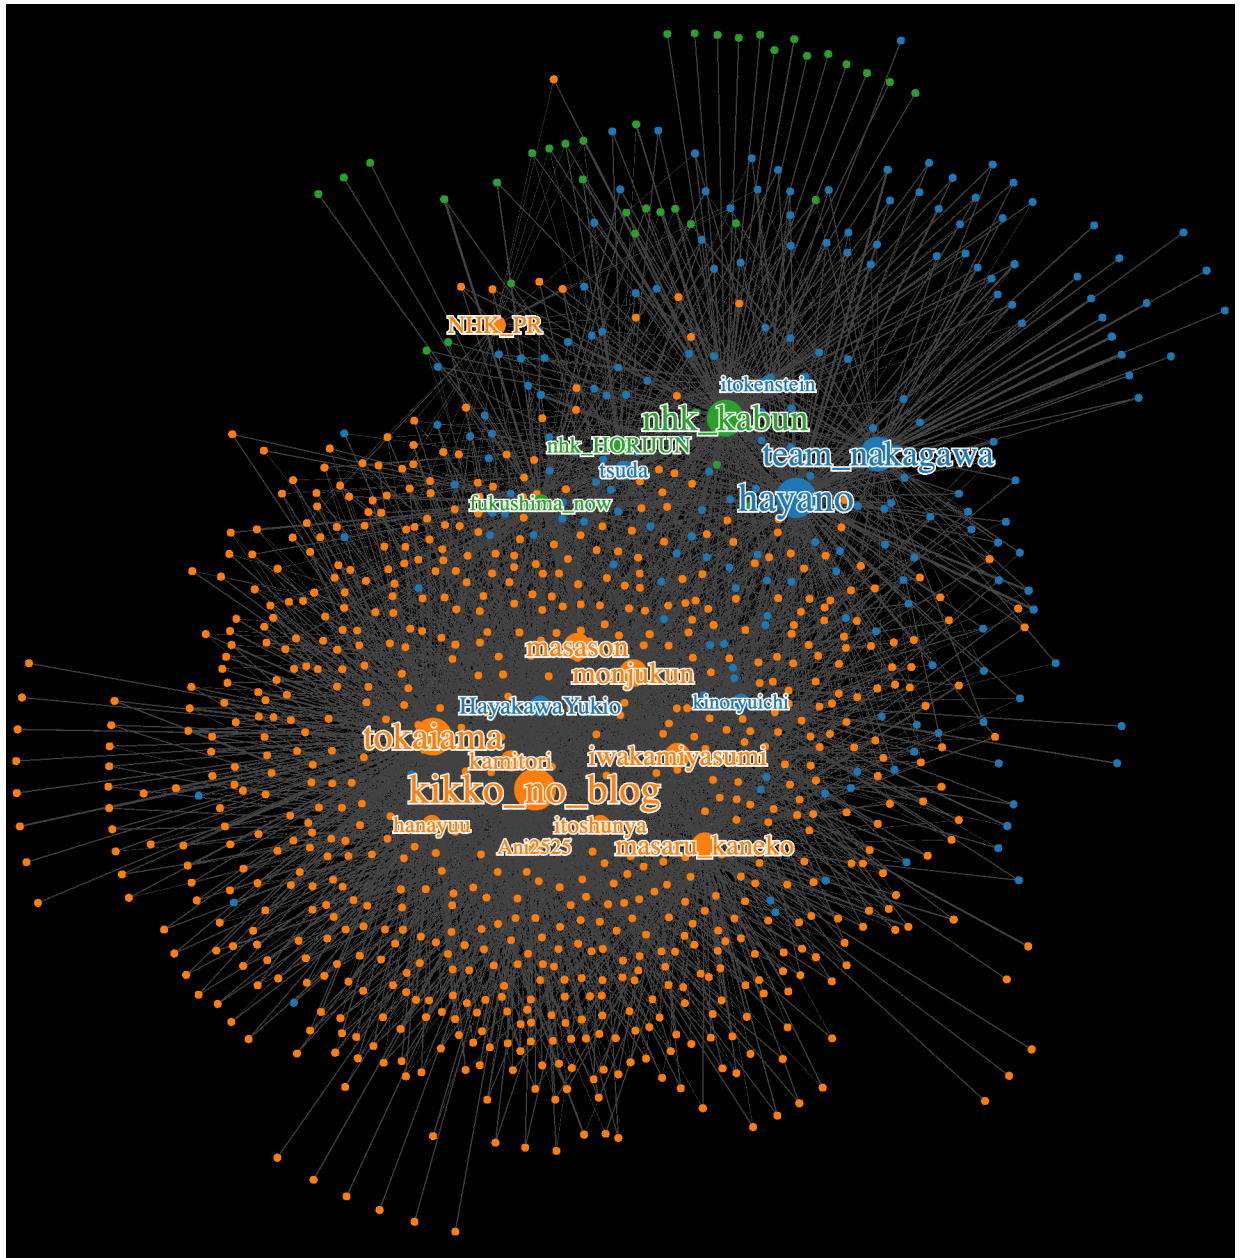 NHK_PR
itokenstein
nhk_kabun
nhk_HORIJUN
team_nakagawa
tsuda
hayano
fukushima_now
masason
monjukun
HayakawaYukio
kinoryuichi
tokaiama
kamitori
iwakamiyasumi
kikko_no_blog
hanayuu
itoshunya
Ani2525
masaru_kaneko